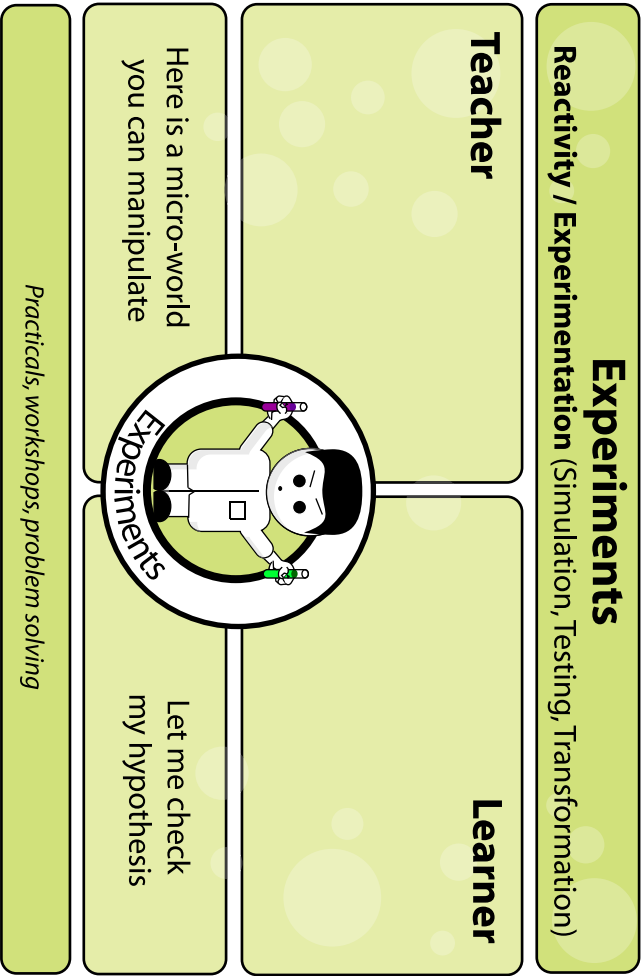 Experiments
Reactivity / Experimentation (Simulation, Testing, Transformation)
Teacher
Learner
Here is a micro-world
you can manipulate
Experiments
Let me check
my hypothesis
Practicals, workshops, problem solving